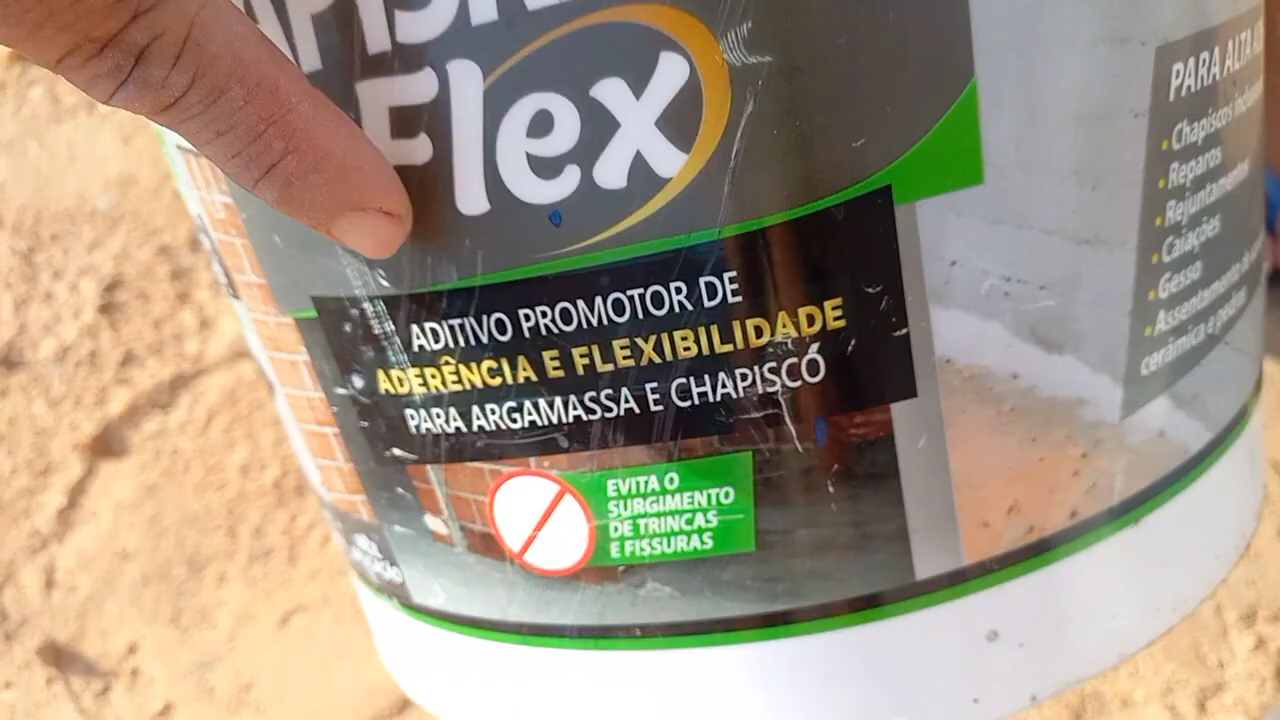 Flex
ADITIVO PROMOTOR DE
ADERÊNCIA E FLEXIBILIDADE
PARA ARGAMASSA E CHAPISCO
EVITA O
SURGIMENTO
DE TRINCAS
E FISSURAS
PARA ALTA
• Chapiscos
• Reparos
• Rejuntamentos
• Caiações
• Gesso
• Assentamento
cerâmica e pedras